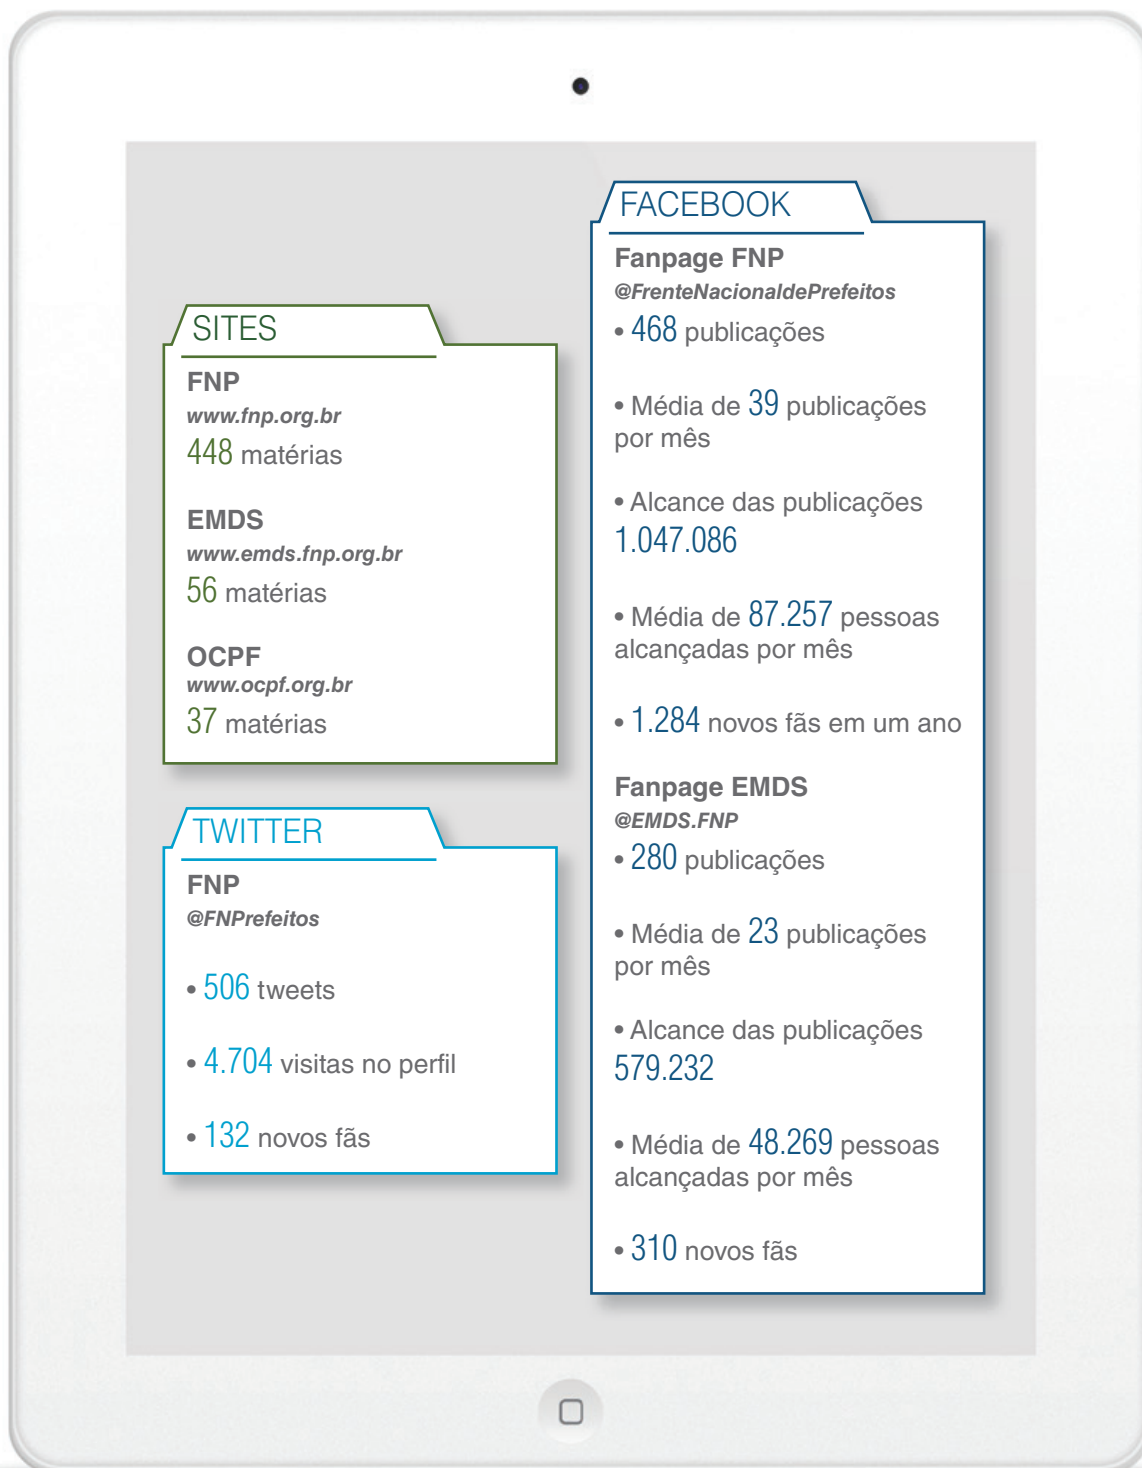 SITES
FNP
www.fnp.org.br
448 matérias
EMDS
www.emds.fnp.org.br
56 matérias
OCPF
www.ocpf.org.br
37 matérias
TWITTER
FNP
@FNPrefeitos
• 506 tweets
• 4.704 visitas no perfil
• 132 novos fãs
FACEBOOK
Fanpage FNP
@FrenteNacionaldePrefeitos
• 468 publicações
• Média de 39 publicações
por mês
• Alcance das publicações
1.047.086
• Média de 87.257 pessoas
alcançadas por mês
• 1.284 novos fãs em um ano
Fanpage EMDS
@EMDS.FNP
• 280 publicações
• Média de 23 publicações
por mês
• Alcance das publicações
579.232
• Média de 48.269 pessoas
alcançadas por mês
• 310 novos fãs